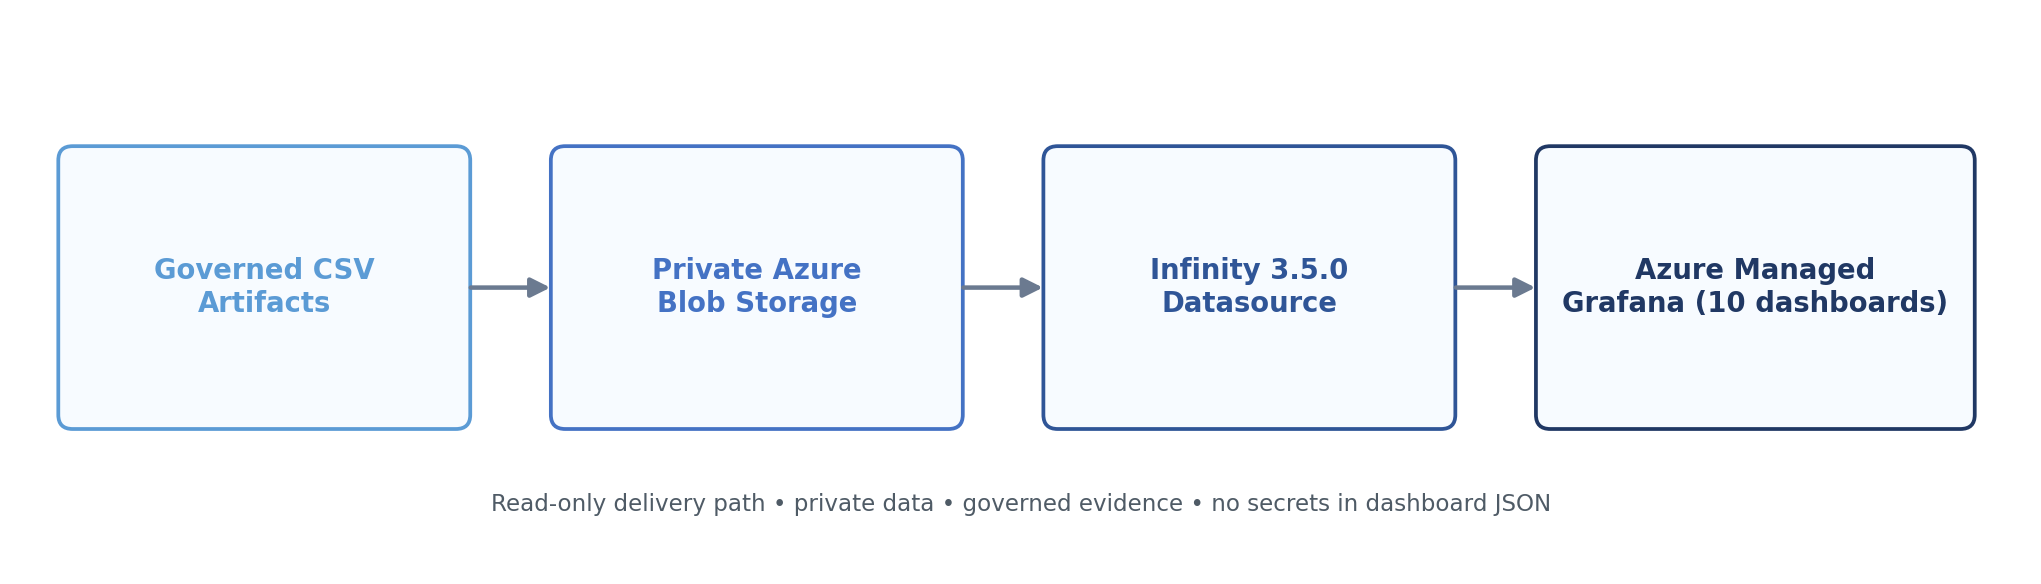 Governed CSV
Artifacts
Private Azure
Blob Storage
Infinity 3.5.0
Datasource
Azure Managed
Grafana (10 dashboards)
Read-only delivery path • private data • governed evidence • no secrets in dashboard JSON